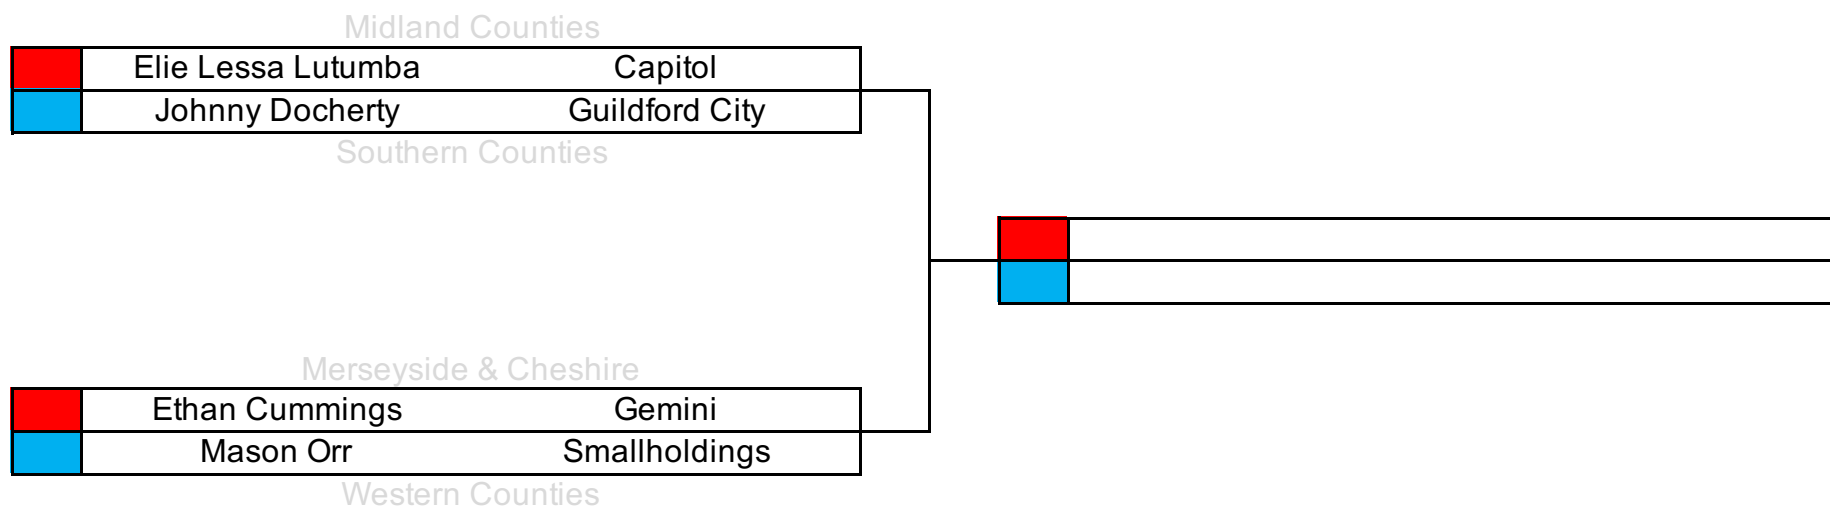 Midland Counties
Elie Lessa Lutumba Capitol
Johnny Docherty Guildford City
Southern Counties
Merseyside & Cheshire
Ethan Cummings Gemini
Mason Orr Smallholdings
Western Counties